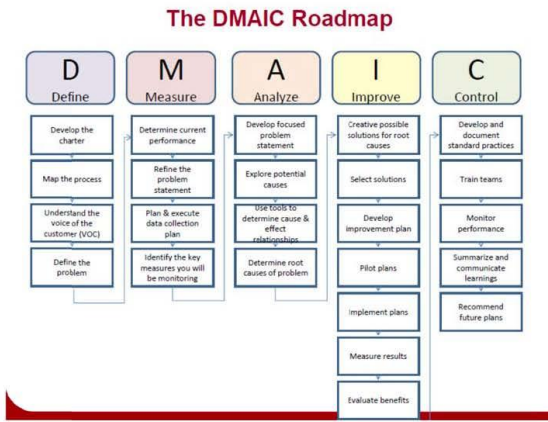 The DMAIC Roadmap
D
Define
M
Measure
A
Analyze
I
Improve
C
Control
Develop the
charter
Map the process
Understand the
voice of the
customer (VOC)
Define the
problem
Determine current
performance
Refine the
problem
statement
Plan & execute
data collection
plan
Identify the key
measures you will
be monitoring
Develop focused
problem
statement
Explore potential
causes
Use tools to
determine cause &
effect
relationships
Determine root
causes of problem
Creative possible
solutions for root
causes
Select solutions
Develop
improvement plan
Pilot plans
Implement plans
Measure results
Evaluate benefits
Develop and
document
standard practices
Train teams
Monitor
performance
Summarize and
communicate
learnings
Recommend
future plans